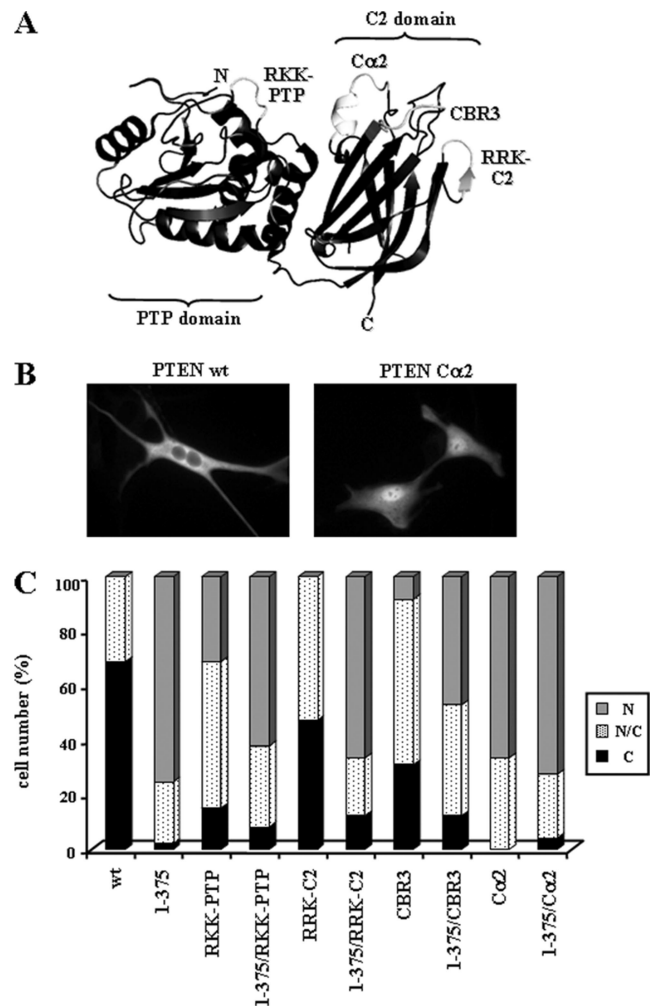 A
C2 domain
Cα2
N
RKK-
PTP
CBR3
RRK-
C2
PTP domain
C
B
PTEN wt
PTEN Cα2
C
100
80
60
40
20
0
cell number (%)
N
N/C
C
wt
1-375
RKK-PTP
1-375/RKK-PTP
RRK-C2
1-375/RRK-C2
CBR3
1-375/CBR3
Cα2
1-375/Cα2